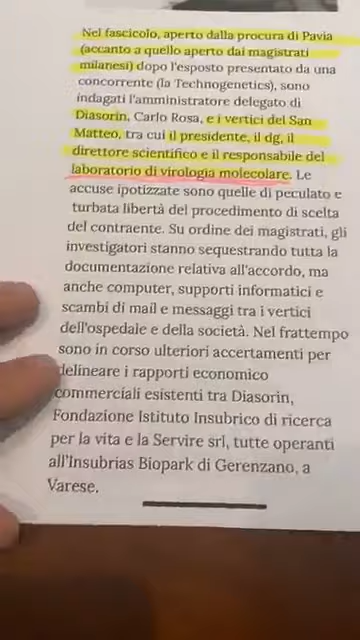 Nel fascicolo, aperto dalla procura di Pavia
(accanto a quello aperto dai magistrati
milanesi) dopo l'esposto presentato da una
concorrente (la Technogenetics), sono
indagati l'amministratore delegato di
Diasorin, Carlo Rosa, e i vertici del San
Matteo, tra cui il presidente, il dg, il
direttore scientifico e il responsabile del
laboratorio di virologia molecolare. Le
accuse ipotizzate sono quelle di peculato e
turbata libertà del procedimento di scelta
del contraente. Su ordine dei magistrati, gli
investigatori stanno sequestrando tutta la
documentazione relativa all'accordo, ma
anche computer, supporti informatici e
scambi di mail e messaggi tra i vertici
dell'ospedale e della società. Nel frattempo
sono in corso ulteriori accertamenti per
delineare i rapporti economico
commerciali esistenti tra Diasorin,
Fondazione Istituto Insubrico di ricerca
per la vita e la Servire srl, tutte operanti
all'Insubrias Biopark di Gerenzano, a
Varese.